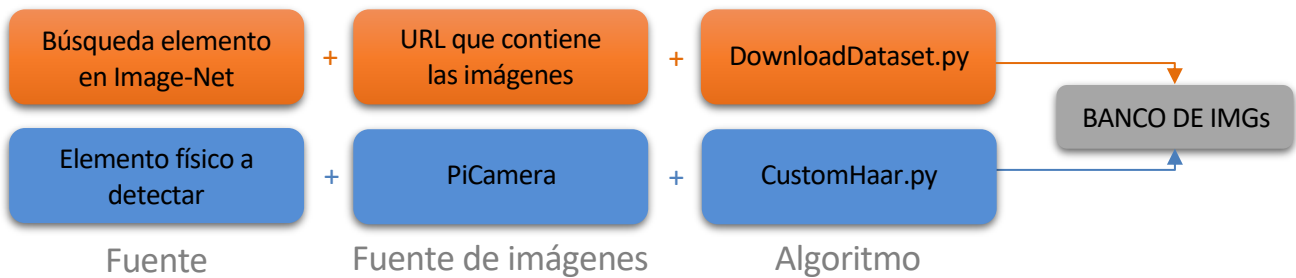 Búsqueda elemento
en Image-Net
+
URL que contiene
las imágenes
+
DownloadDataset.py
BANCO DE IMGs
Elemento físico a
detectar
+
PiCamera
+
CustomHaar.py
Fuente
Fuente de imágenes
Algoritmo